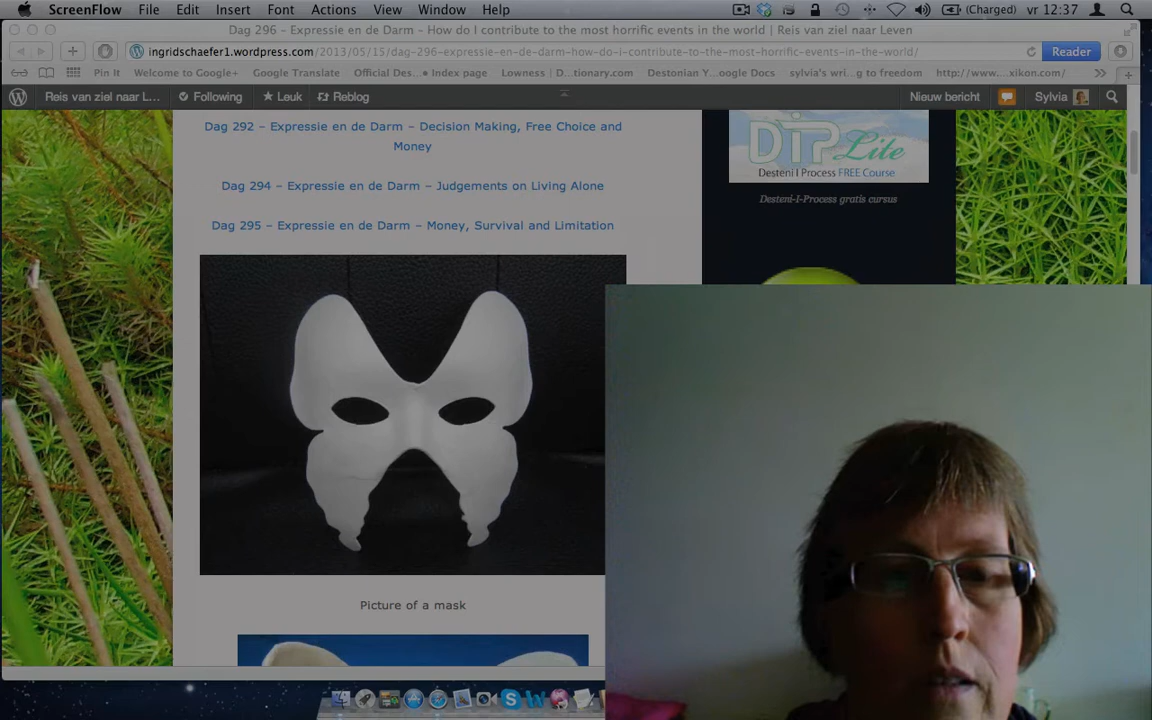 ScreenFlow File Edit Insert Font Actions View Window Help (Charged) vr 12:37
Dag 296 – Expressie en de Darm – How do I contribute to the most horrific events in the world | Reis van ziel naar Leven
ingridschaefer1.wordpress.com/2013/05/15/dag-296-expressie-en-de-darm-how-do-i-contribute-to-the-most-horrific-events-in-the-world/ Reader
Pin It Welcome to Google+ Google Translate Official Des...● Index page Lowness | D...tionary.com Destonian Y...oogle Docs sylvia's wri...g to freedom http://www....xikon.com/
Reis van ziel naar L... Following Leuk Reblog Nieuw bericht Sylvia
Dag 292 – Expressie en de Darm – Decision Making, Free Choice and
Money
Dag 294 – Expressie en de Darm – Judgements on Living Alone
Dag 295 – Expressie en de Darm – Money, Survival and Limitation
DIP Lite
Desteni I Process FREE Course
Desteni-I-Process gratis cursus
Picture of a mask